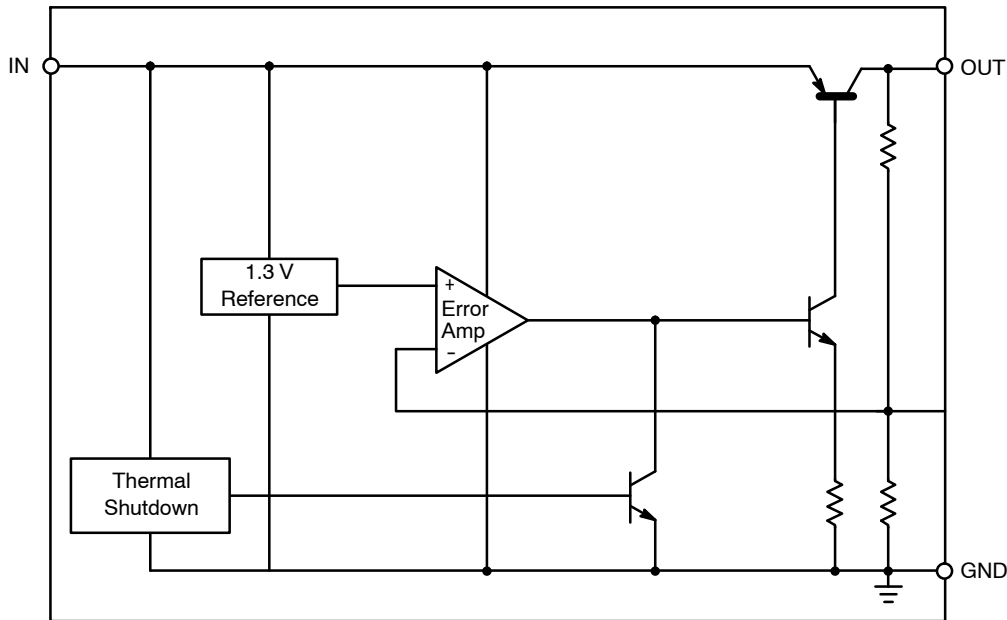 IN
OUT
1.3 V
Reference
+
Error
Amp
-
Thermal
Shutdown
GND